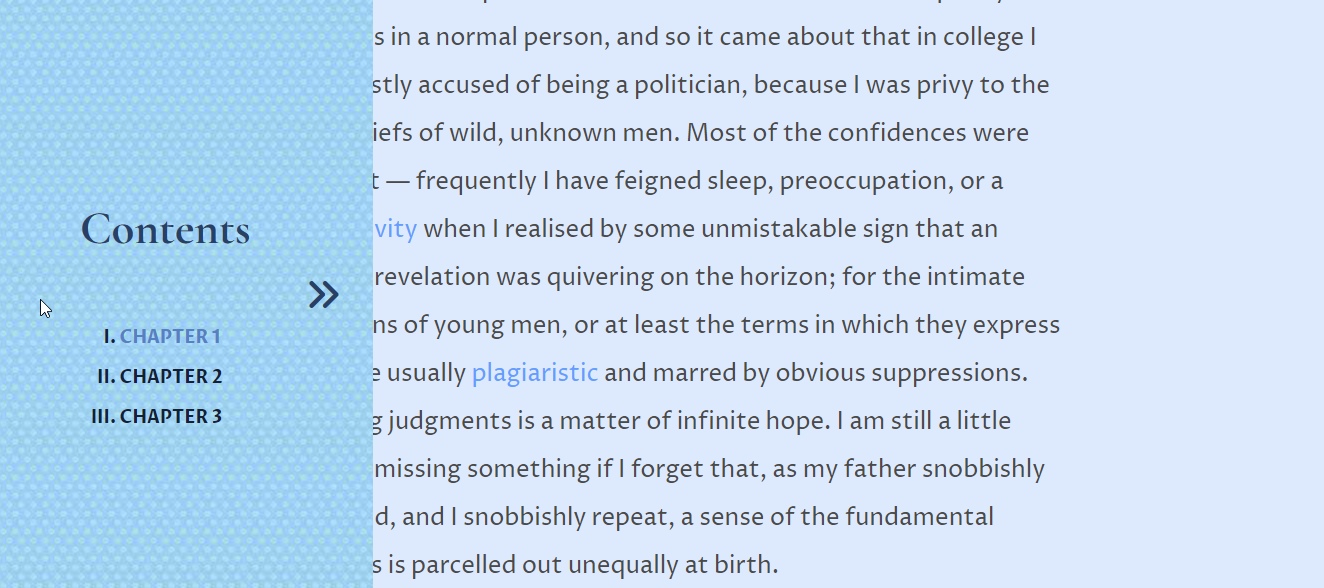 Contents
I. CHAPTER 1
II. CHAPTER 2
III. CHAPTER 3
s in a normal person, and so it came about that in college I
stly accused of being a politician, because I was privy to the
iefs of wild, unknown men. Most of the confidences were
t — frequently I have feigned sleep, preoccupation, or a
vity when I realised by some unmistakable sign that an
revelation was quivering on the horizon; for the intimate
ns of young men, or at least the terms in which they express
e usually plagiaristic and marred by obvious suppressions.
g judgments is a matter of infinite hope. I am still a little
missing something if I forget that, as my father snobbishly
d, and I snobbishly repeat, a sense of the fundamental
s is parcelled out unequally at birth.